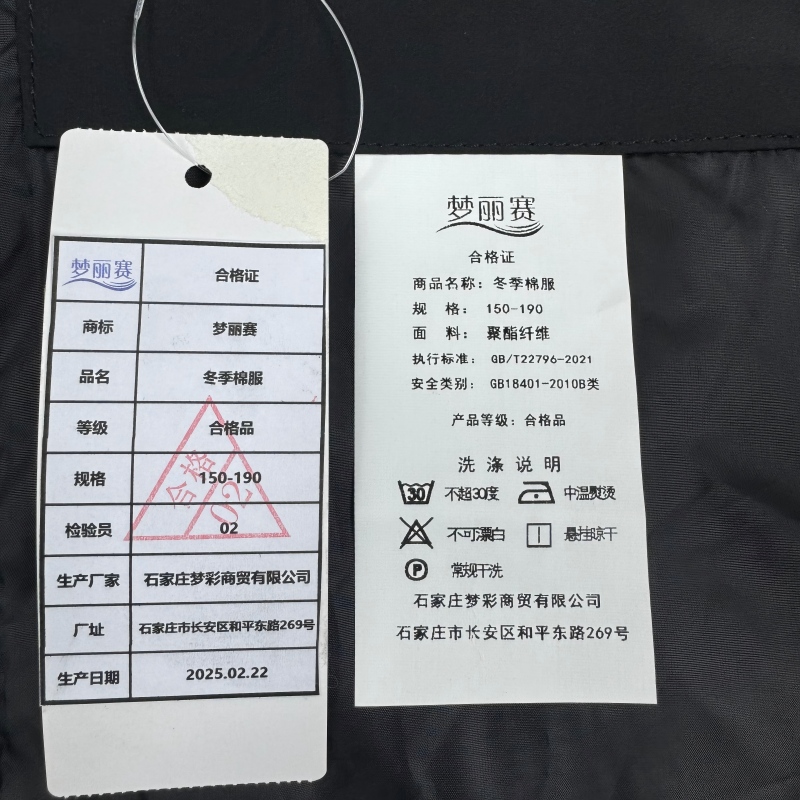 梦丽赛 合格证
商标 梦丽赛
品名 冬季棉服
等级 合格品
规格 150-190
检验员 02
合格 02
生产厂家 石家庄梦彩商贸有限公司
厂址 石家庄市长安区和平东路269号
生产日期 2025.02.22
梦丽赛
合格证
商品名称：冬季棉服
规 格：150-190
面 料：聚酯纤维
执行标准：GB/T22796-2021
安全类别：GB18401-2010B类
产品等级：合格品
洗涤说明
30 不超30度 中温熨烫
不可漂白 悬挂晾干
P 常规干洗
石家庄梦彩商贸有限公司
石家庄市长安区和平东路269号